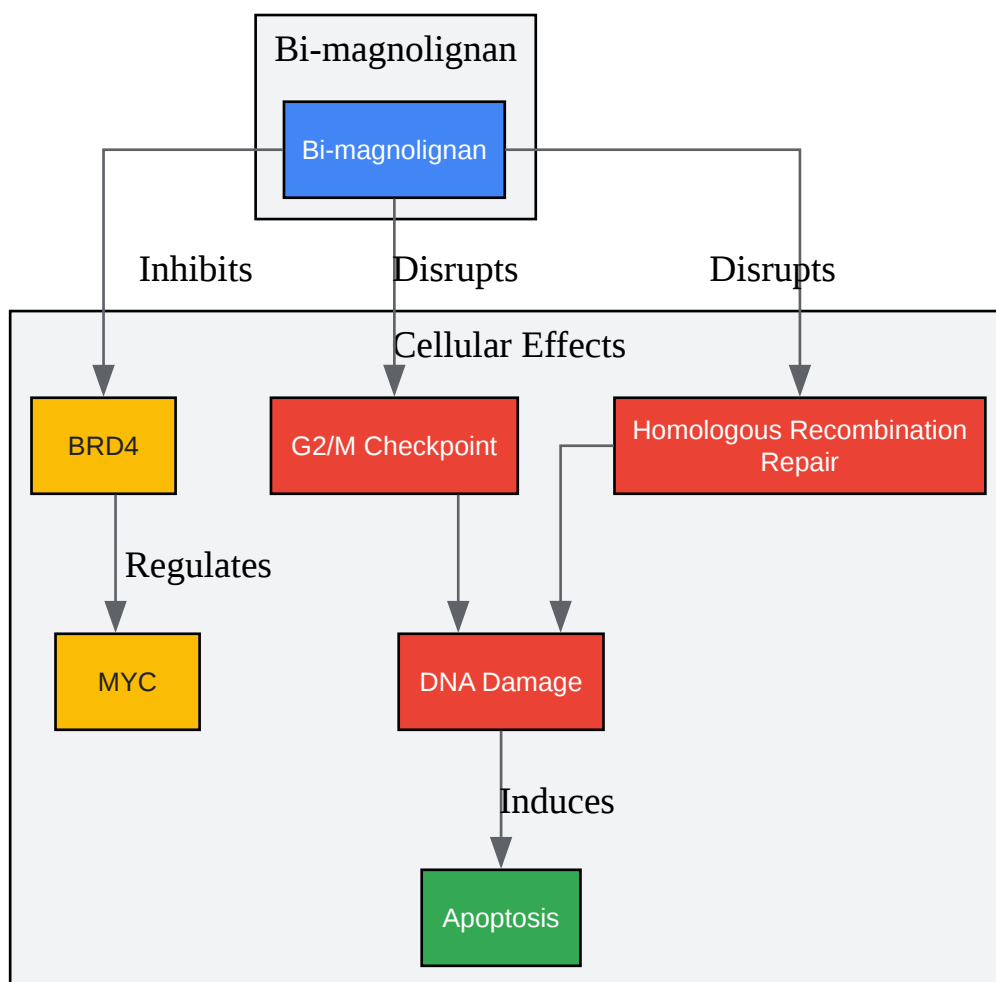 Bi-magnolignan
Bi-magnolignan
Inhibits
Disrupts
Disrupts
Cellular Effects
BRD4
G2/M Checkpoint
Homologous Recombination
Repair
Regulates
MYC
DNA Damage
Induces
Apoptosis